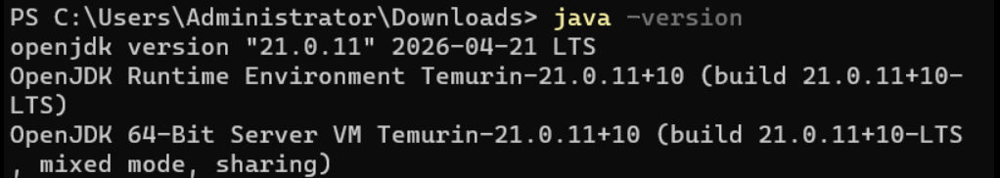 PS C:\Users\Administrator\Downloads> java -version
openjdk version "21.0.11" 2026-04-21 LTS
OpenJDK Runtime Environment Temurin-21.0.11+10 (build 21.0.11+10-
LTS)
OpenJDK 64-Bit Server VM Temurin-21.0.11+10 (build 21.0.11+10-LTS
, mixed mode, sharing)